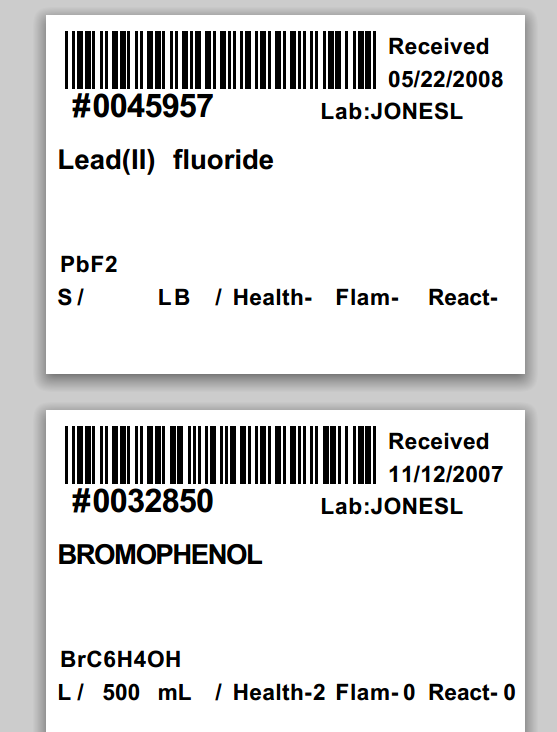 Received
05/22/2008
#0045957
Lab:JONESL
Lead(II) fluoride
PbF2
S / LB / Health- Flam- React-
Received
11/12/2007
#0032850
Lab:JONESL
BROMOPHENOL
BrC6H4OH
L / 500 mL / Health-2 Flam-0 React-0